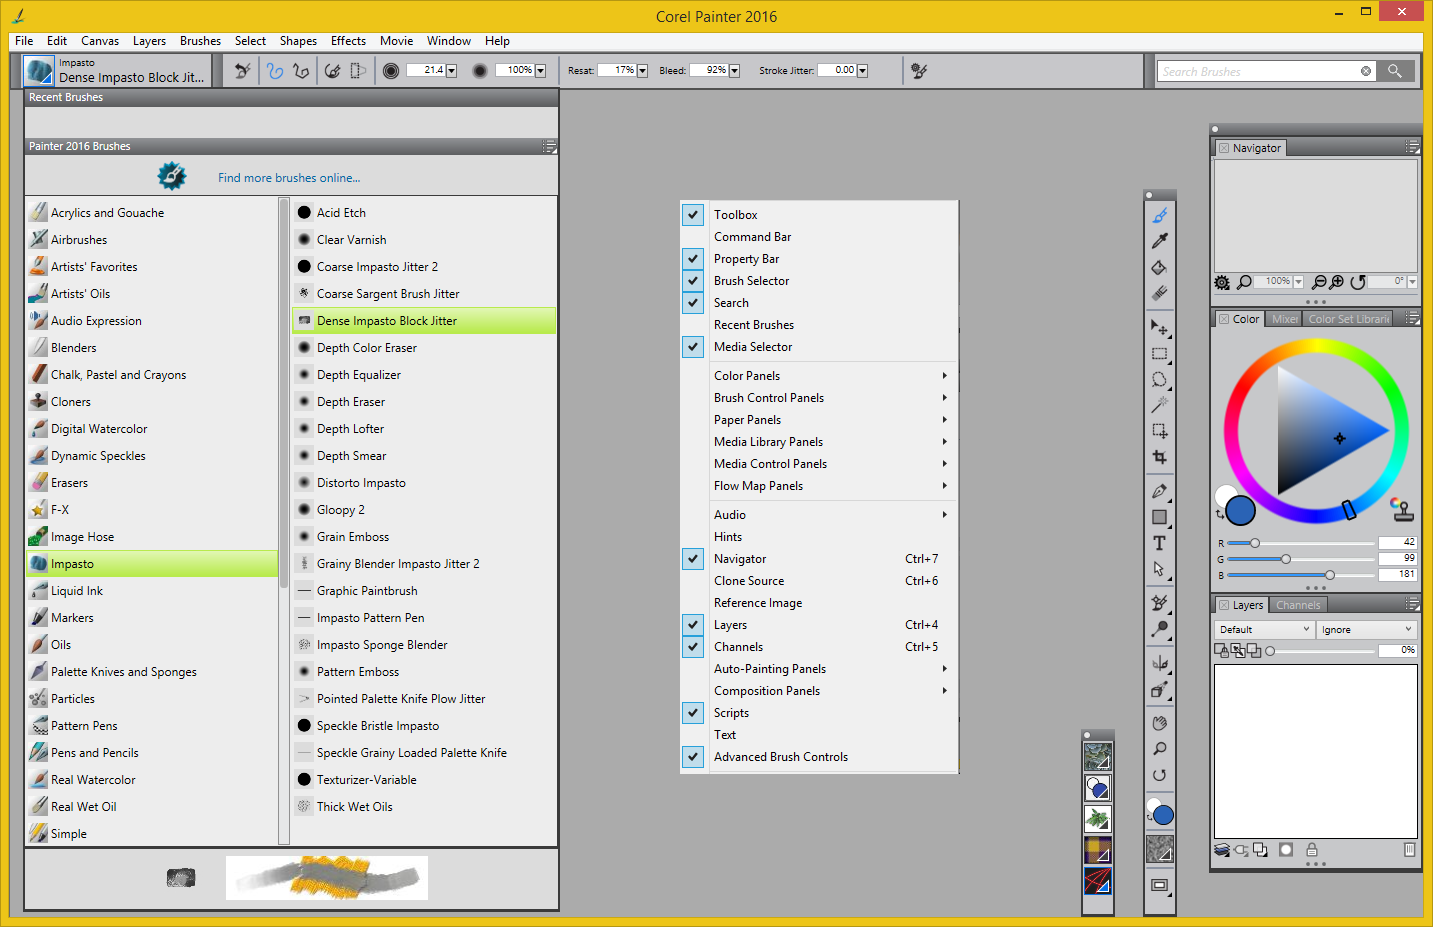 Corel Painter 2016
File Edit Canvas Layers Brushes Select Shapes Effects Movie Window Help
Impasto
Dense Impasto Block Jit...
21.4 100% Resat: 17% Bleed: 92% Stroke Jitter: 0.00
Search Brushes
Recent Brushes
Painter 2016 Brushes
Find more brushes online...
Acrylics and Gouache
Airbrushes
Artists' Favorites
Artists' Oils
Audio Expression
Blenders
Chalk, Pastel and Crayons
Cloners
Digital Watercolor
Dynamic Speckles
Erasers
F-X
Image Hose
Impasto
Liquid Ink
Markers
Oils
Palette Knives and Sponges
Particles
Pattern Pens
Pens and Pencils
Real Watercolor
Real Wet Oil
Simple
Acid Etch
Clear Varnish
Coarse Impasto Jitter 2
Coarse Sargent Brush Jitter
Dense Impasto Block Jitter
Depth Color Eraser
Depth Equalizer
Depth Eraser
Depth Lofter
Depth Smear
Distorto Impasto
Gloopy 2
Grain Emboss
Grainy Blender Impasto Jitter 2
Graphic Paintbrush
Impasto Pattern Pen
Impasto Sponge Blender
Pattern Emboss
Pointed Palette Knife Plow Jitter
Speckle Bristle Impasto
Speckle Grainy Loaded Palette Knife
Texturizer-Variable
Thick Wet Oils
Toolbox
Command Bar
Property Bar
Brush Selector
Search
Recent Brushes
Media Selector
Color Panels
Brush Control Panels
Paper Panels
Media Library Panels
Media Control Panels
Flow Map Panels
Audio
Hints
Navigator Ctrl+7
Clone Source Ctrl+6
Reference Image
Layers Ctrl+4
Channels Ctrl+5
Auto-Painting Panels
Composition Panels
Scripts
Text
Advanced Brush Controls
T
Navigator
100% 0°
Color Mixer Color Set Librarie
R 42
G 99
B 181
Layers Channels
Default Ignore
0%